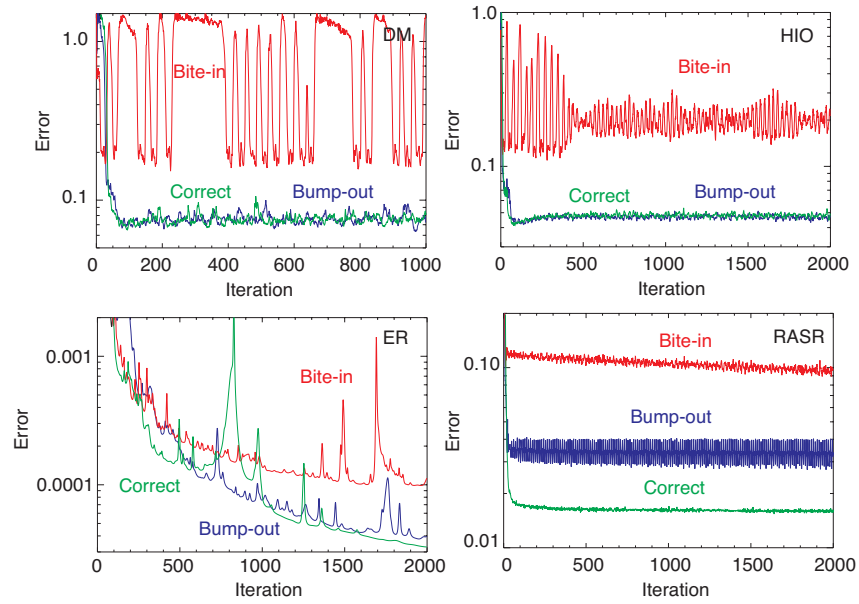 DM
1.0
0.1
Error
Bite-in
Correct
Bump-out
0
200
400
600
800
1000
Iteration
HIO
1.0
0.1
Error
Bite-in
Correct
Bump-out
0
500
1000
1500
2000
Iteration
ER
0.001
0.0001
Error
Bite-in
Correct
Bump-out
0
500
1000
1500
2000
Iteration
RASR
0.10
0.01
Error
Bite-in
Bump-out
Correct
0
500
1000
1500
2000
Iteration